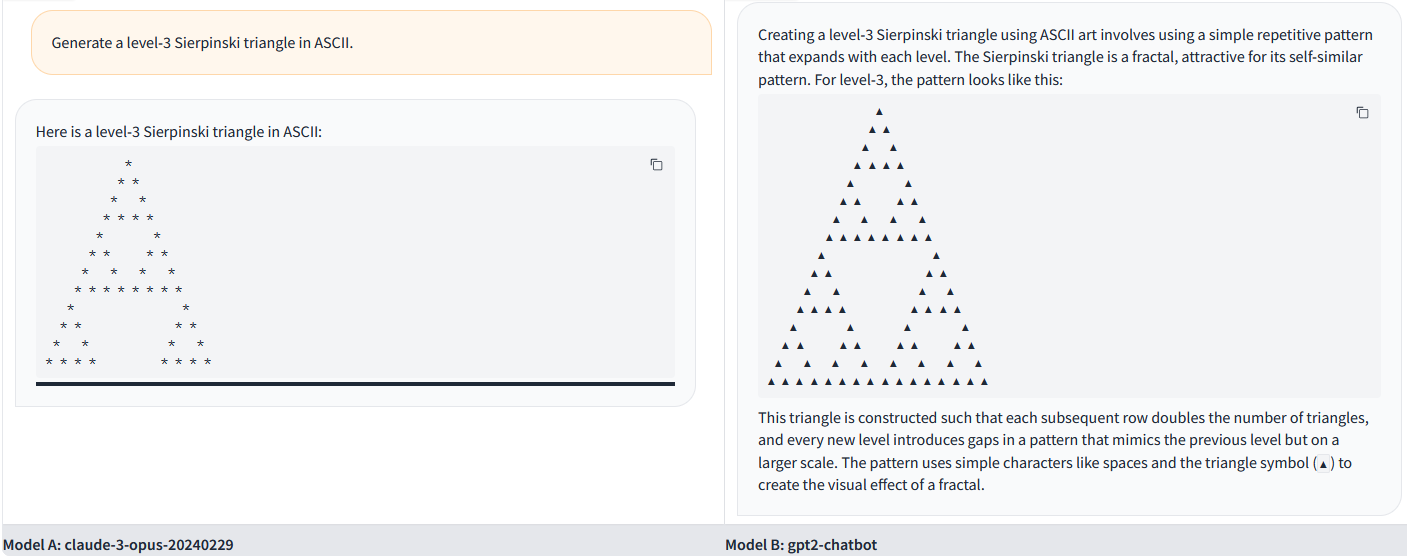 Generate a level-3 Sierpinski triangle in ASCII.
Here is a level-3 Sierpinski triangle in ASCII:
           *
          * *
         *   *
        * * * *
       *       *
      * *     * *
     *   *   *   *
    * * * * * * * *
   *               *
  * *             * *
 *   *           *   *
* * * *         * * * *
Model A: claude-3-opus-20240229
Creating a level-3 Sierpinski triangle using ASCII art involves using a simple repetitive pattern
that expands with each level. The Sierpinski triangle is a fractal, attractive for its self-similar
pattern. For level-3, the pattern looks like this:
               ▲
              ▲ ▲
             ▲   ▲
            ▲ ▲ ▲ ▲
           ▲       ▲
          ▲ ▲     ▲ ▲
         ▲   ▲   ▲   ▲
        ▲ ▲ ▲ ▲ ▲ ▲ ▲ ▲
       ▲               ▲
      ▲ ▲             ▲ ▲
     ▲   ▲           ▲   ▲
    ▲ ▲ ▲ ▲         ▲ ▲ ▲ ▲
   ▲       ▲       ▲       ▲
  ▲ ▲     ▲ ▲     ▲ ▲     ▲ ▲
 ▲   ▲   ▲   ▲   ▲   ▲   ▲   ▲
▲ ▲ ▲ ▲ ▲ ▲ ▲ ▲ ▲ ▲ ▲ ▲ ▲ ▲ ▲ ▲
This triangle is constructed such that each subsequent row doubles the number of triangles,
and every new level introduces gaps in a pattern that mimics the previous level but on a
larger scale. The pattern uses simple characters like spaces and the triangle symbol (▲) to
create the visual effect of a fractal.
Model B: gpt2-chatbot